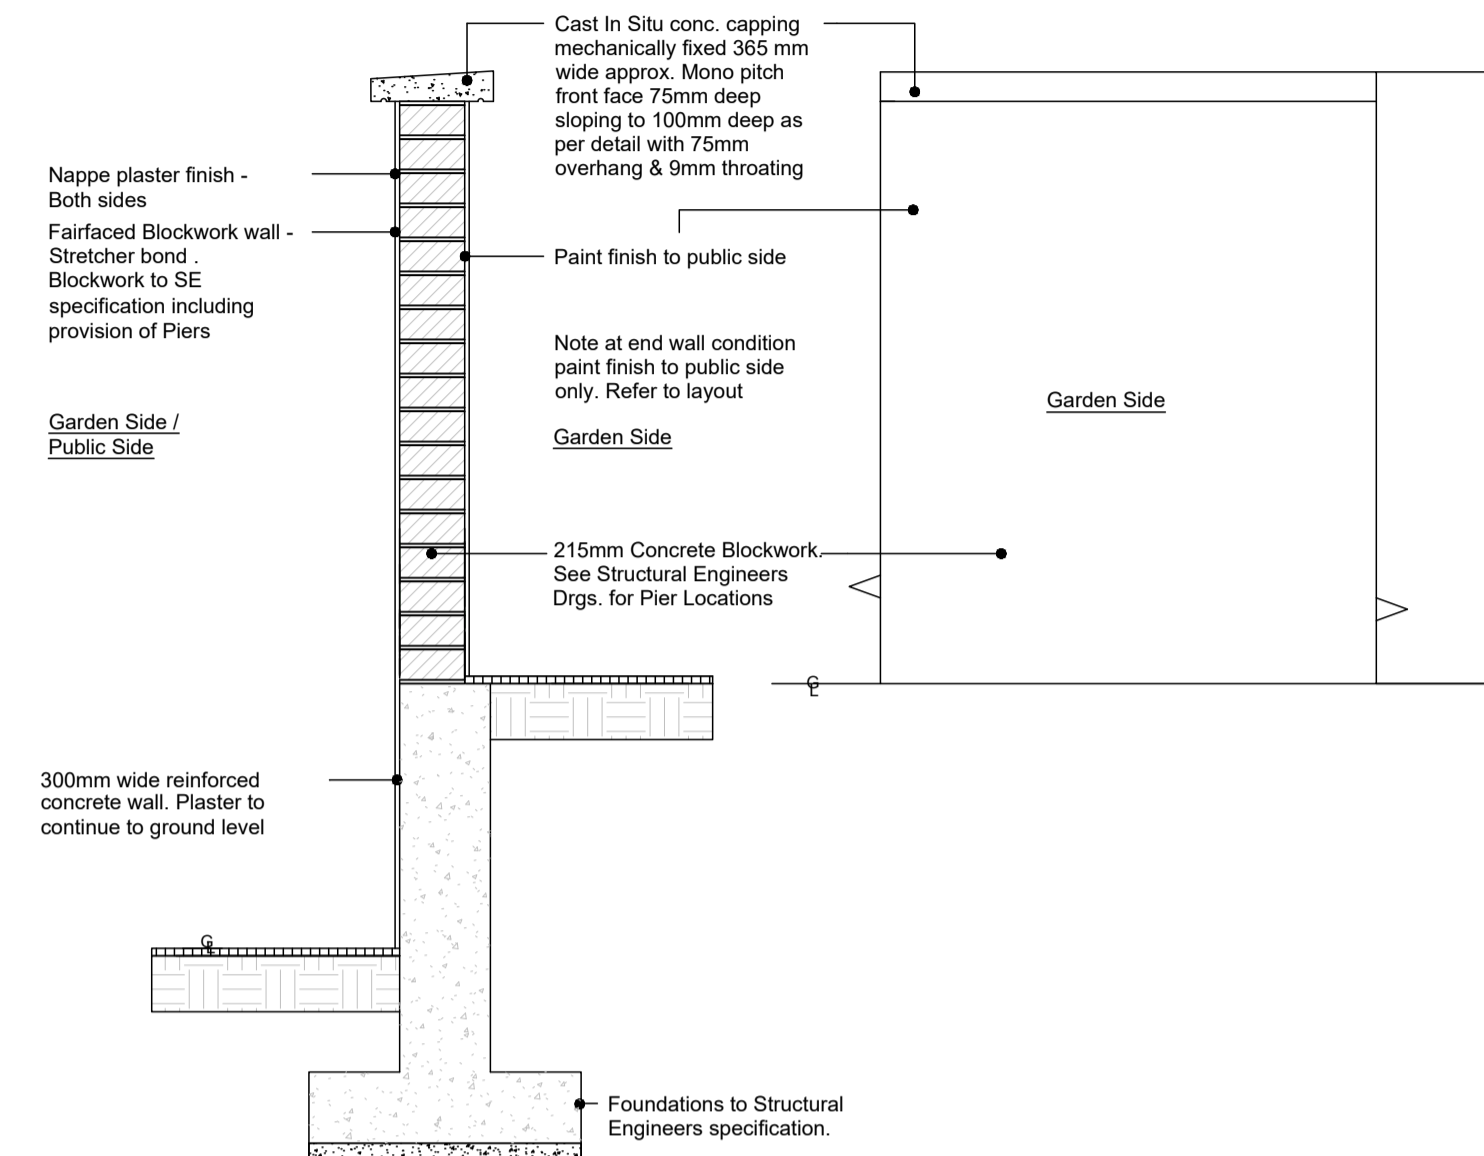 Cast In Situ conc. capping
mechanically fixed 365 mm
wide approx. Mono pitch
front face 75mm deep
sloping to 100mm deep as
per detail with 75mm
overhang & 9mm throating
Nappe plaster finish -
Both sides
Fairfaced Blockwork wall -
Stretcher bond .
Blockwork to SE
specification including
provision of Piers
Paint finish to public side
Note at end wall condition
paint finish to public side
only. Refer to layout
Garden Side /
Public Side
Garden Side
Garden Side
215mm Concrete Blockwork.
See Structural Engineers
Drgs. for Pier Locations
GL
300mm wide reinforced
concrete wall. Plaster to
continue to ground level
GL
Foundations to Structural
Engineers specification.